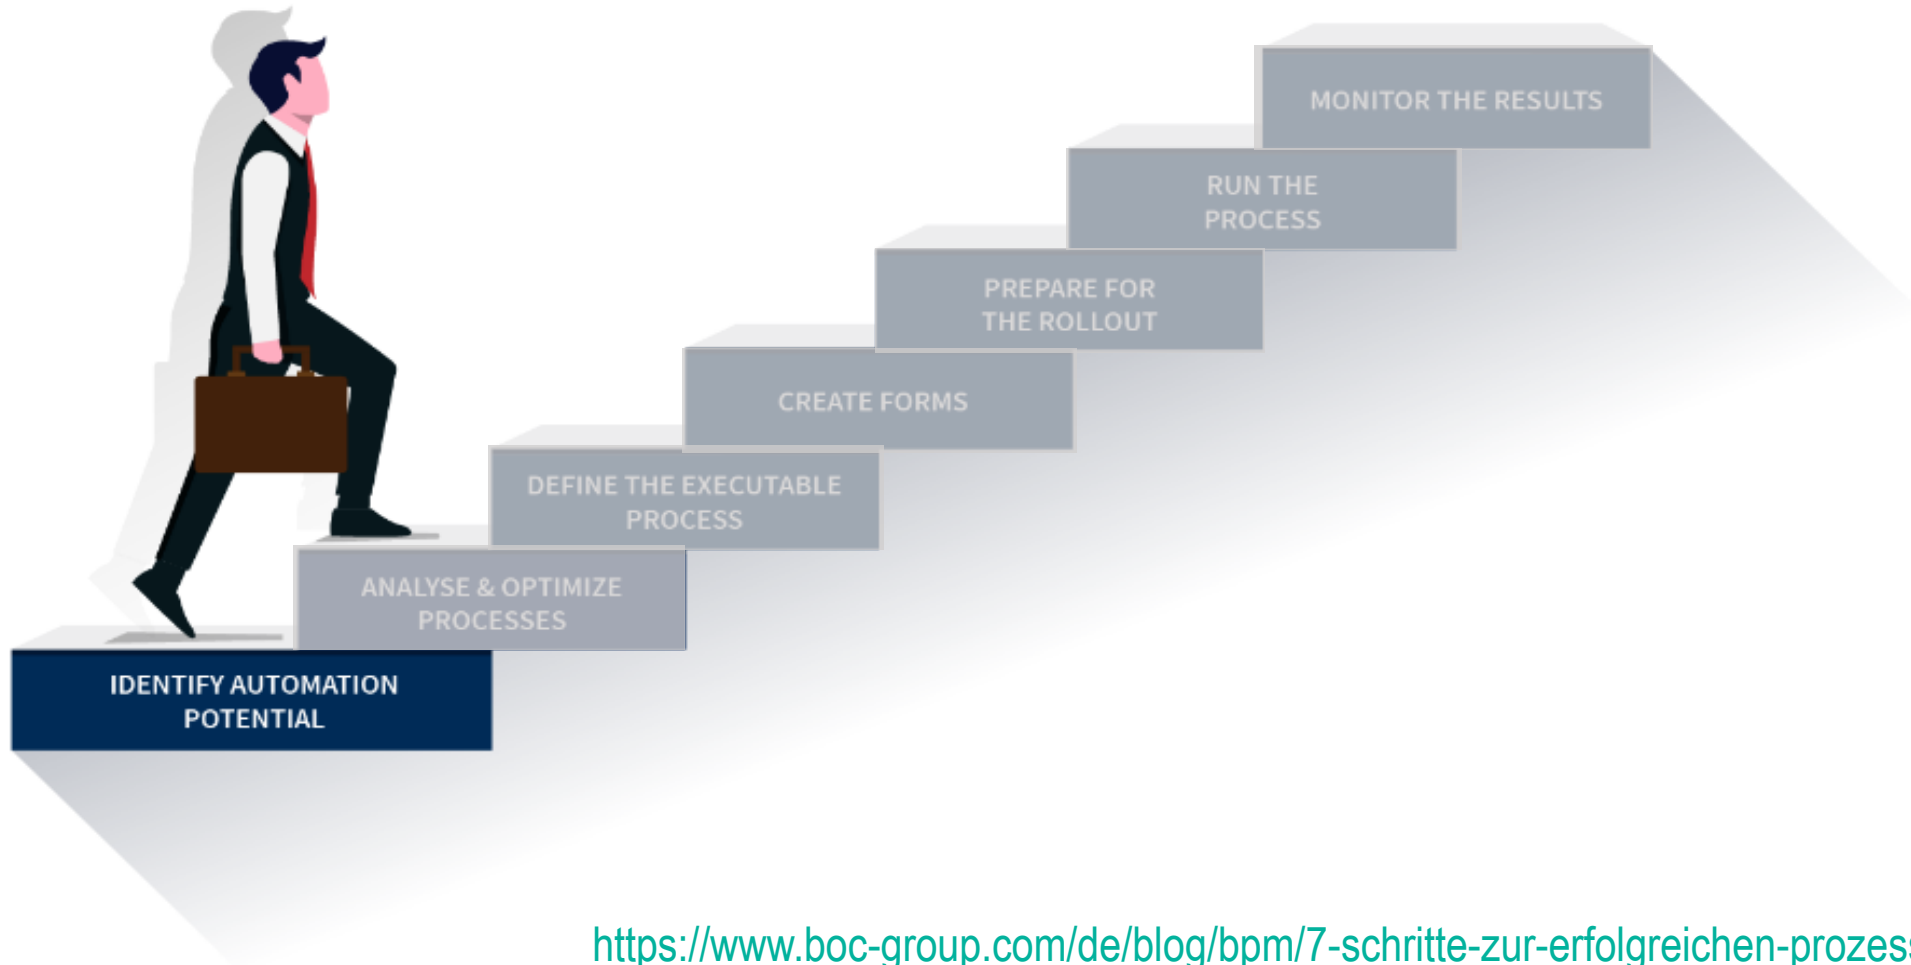 MONITOR THE RESULTS
RUN THE
PROCESS
PREPARE FOR
THE ROLLOUT
CREATE FORMS
DEFINE THE EXECUTABLE
PROCESS
ANALYSE & OPTIMIZE
PROCESSES
IDENTIFY AUTOMATION
POTENTIAL
https://www.boc-group.com/de/blog/bpm/7-schritte-zur-erfolgreichen-prozess